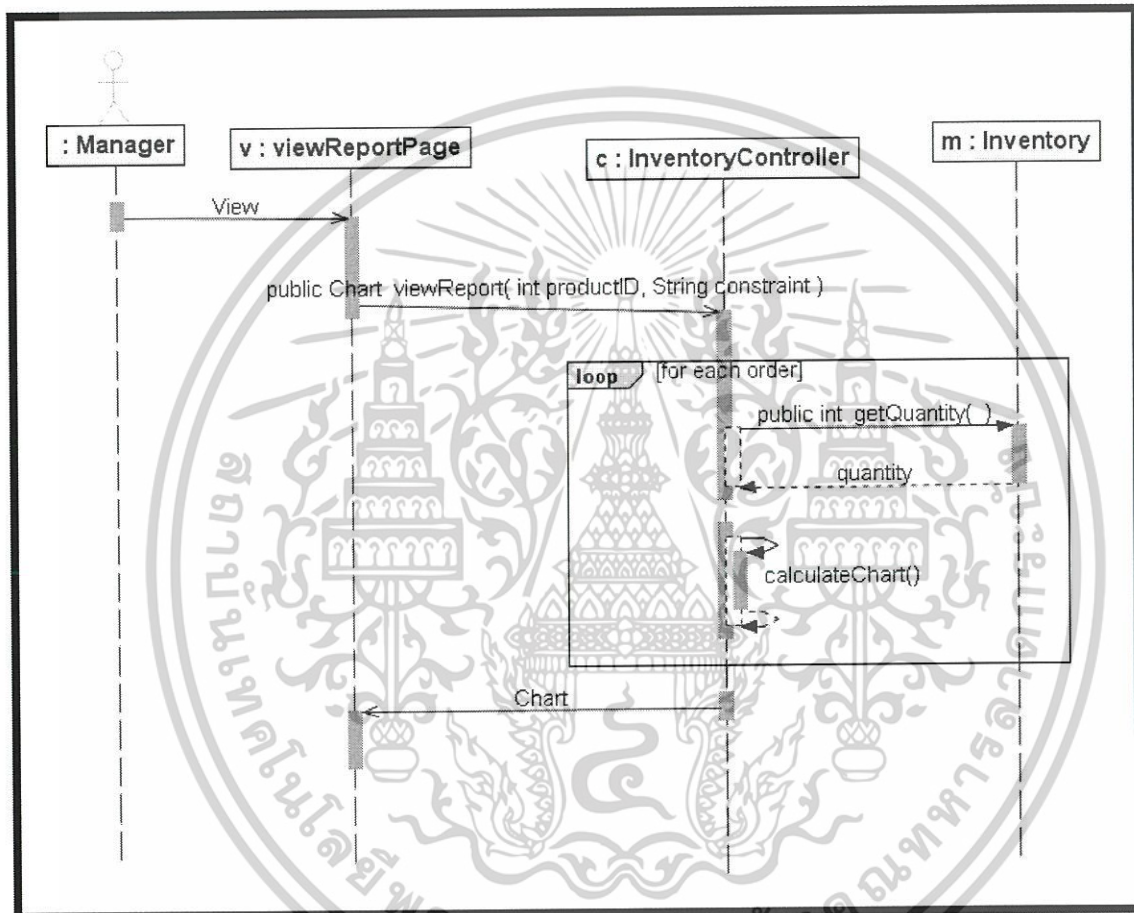 : Manager
v : viewReportPage
c : InventoryController
m : Inventory
View
public Chart viewReport( int productID, String constraint )
loop [for each order]
public int getQuantity( )
quantity
calculateChart()
Chart